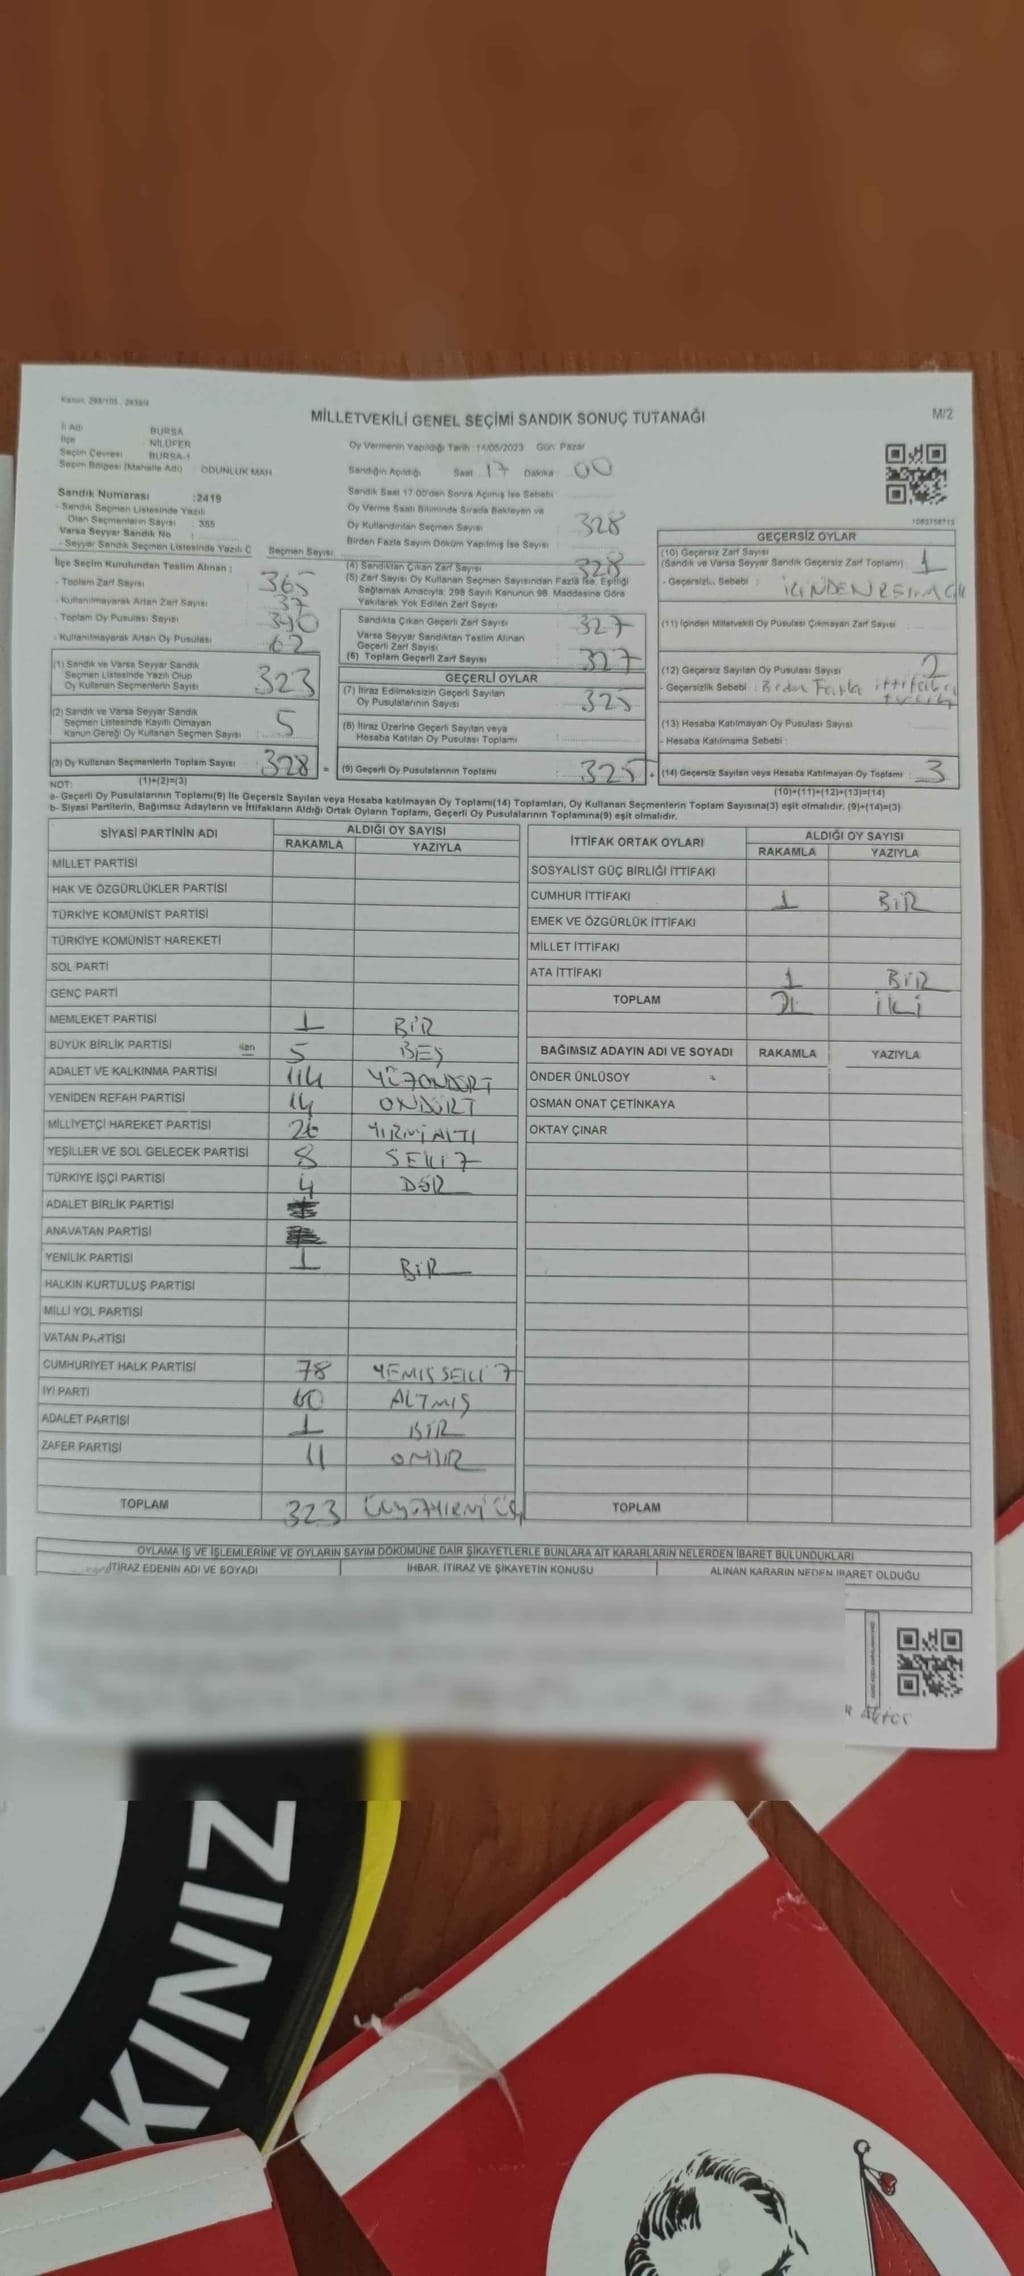 Kanun: 298/105 , 2839/4
MİLLETVEKİLİ GENEL SEÇİMİ SANDIK SONUÇ TUTANAĞI
M/2
İl Adı BURSA
İlçe NİLÜFER
Seçim Çevresi BURSA-1
Seçim Bölgesi (Mahalle Adı) ODUNLUK MAH
Oy Vermenin Yapıldığı Tarih :14/05/2023 Gün: Pazar
Sandığın Açıldığı Saat 17 Dakika 00
Sandık Saat 17:00'den Sonra Açılmış İse Sebebi
Oy Verme Saati Bitiminde Sırada Bekleyen ve
Oy Kullandırılan Seçmen Sayısı 328
Birden Fazla Sayım Döküm Yapılmış İse Sayısı
Sandık Numarası :2419
- Sandık Seçmen Listesinde Yazılı
Olan Seçmenlerin Sayısı : 355
Varsa Seyyar Sandık No :
- Seyyar Sandık Seçmen Listesinde Yazılı Ç Seçmen Sayısı
İlçe Seçim Kurulundan Teslim Alınan :
- Toplam Zarf Sayısı 365
- Kullanılmayarak Artan Zarf Sayısı 37
- Toplam Oy Pusulası Sayısı 390
- Kullanılmayarak Artan Oy Pusulası 62
(1) Sandık ve Varsa Seyyar Sandık
Seçmen Listesinde Yazılı Olup
Oy Kullanan Seçmenlerin Sayısı 323
(2) Sandık ve Varsa Seyyar Sandık
Seçmen Listesinde Kayıtlı Olmayan
Kanun Gereği Oy Kullanan Seçmen Sayısı : 5
(3) Oy Kullanan Seçmenlerin Toplam Sayısı : 328 =
(4) Sandıktan Çıkan Zarf Sayısı 328
(5) Zarf Sayısı Oy Kullanan Seçmen Sayısından Fazla İse, Eşitliği
Sağlamak Amacıyla, 298 Sayılı Kanunun 98. Maddesine Göre
Yakılarak Yok Edilen Zarf Sayısı
Sandıkta Çıkan Geçerli Zarf Sayısı 327
Varsa Seyyar Sandıktan Teslim Alınan
Geçerli Zarf Sayısı
(6) Toplam Geçerli Zarf Sayısı 327
GEÇERLİ OYLAR
(7) İtiraz Edilmeksizin Geçerli Sayılan
Oy Pusulalarının Sayısı 325
(8) İtiraz Üzerine Geçerli Sayılan veya
Hesaba Katılan Oy Pusulası Toplamı
(9) Geçerli Oy Pusulalarının Toplamı : 325 +
1083758713
GEÇERSİZ OYLAR
(10) Geçersiz Zarf Sayısı
(Sandık ve Varsa Seyyar Sandık Geçersiz Zarf Toplamı) 1
- Geçersizlik Sebebi :
(11) İçinden Milletvekili Oy Pusulası Çıkmayan Zarf Sayısı
(12) Geçersiz Sayılan Oy Pusulası Sayısı 2
- Geçersizlik Sebebi : Birden Fazla ittifaka
(13) Hesaba Katılmayan Oy Pusulası Sayısı
- Hesaba Katılmama Sebebi :
(14) Geçersiz Sayılan veya Hesaba Katılmayan Oy Toplamı : 3
NOT: (1)+(2)=(3) (10)+(11)+(12)+(13)=(14)
a- Geçerli Oy Pusulalarının Toplamı(9) İle Geçersiz Sayılan veya Hesaba katılmayan Oy Toplamı(14) Toplamları, Oy Kullanan Seçmenlerin Toplam Sayısına(3) eşit olmalıdır. (9)+(14)=(3)
b- Siyasi Partilerin, Bağımsız Adayların ve İttifakların Aldığı Ortak Oyların Toplamı, Geçerli Oy Pusulalarının Toplamına(9) eşit olmalıdır.
SİYASİ PARTİNİN ADI ALDIĞI OY SAYISI
RAKAMLA YAZIYLA
MİLLET PARTİSİ
HAK VE ÖZGÜRLÜKLER PARTİSİ
TÜRKİYE KOMÜNİST PARTİSİ
TÜRKİYE KOMÜNİST HAREKETİ
SOL PARTİ
GENÇ PARTİ
MEMLEKET PARTİSİ 1 BİR
BÜYÜK BİRLİK PARTİSİ 5 BEŞ
ADALET VE KALKINMA PARTİSİ 114 YÜZONDÖRT
YENİDEN REFAH PARTİSİ 14 ONDÖRT
MİLLİYETÇİ HAREKET PARTİSİ 26 YIRMIALTI
YEŞİLLER VE SOL GELECEK PARTİSİ 8 SEKİZ
TÜRKİYE İŞÇİ PARTİSİ 4 DÖR
ADALET BİRLİK PARTİSİ
ANAVATAN PARTİSİ
YENİLİK PARTİSİ 1 BİR
HALKIN KURTULUŞ PARTİSİ
MİLLİ YOL PARTİSİ
VATAN PARTİSİ
CUMHURİYET HALK PARTİSİ 78 YEMİŞSEKİZ
İYİ PARTİ 60 ALTMIŞ
ADALET PARTİSİ 1 BİR
ZAFER PARTİSİ 11 ONBİR
TOPLAM 323
İTTİFAK ORTAK OYLARI ALDIĞI OY SAYISI
RAKAMLA YAZIYLA
SOSYALİST GÜÇ BİRLİĞİ İTTİFAKI
CUMHUR İTTİFAKI 1 BİR
EMEK VE ÖZGÜRLÜK İTTİFAKI
MİLLET İTTİFAKI
ATA İTTİFAKI 1 BİR
TOPLAM 2 İKİ
BAĞIMSIZ ADAYIN ADI VE SOYADI RAKAMLA YAZIYLA
ÖNDER ÜNLÜSOY
OSMAN ONAT ÇETİNKAYA
OKTAY ÇINAR
TOPLAM
OYLAMA İŞ VE İŞLEMLERİNE VE OYLARIN SAYIM DÖKÜMÜNE DAİR ŞİKAYETLERLE BUNLARA AİT KARARLARIN NELERDEN İBARET BULUNDUKLARI
İTİRAZ EDENİN ADI VE SOYADI İHBAR, İTİRAZ VE ŞİKAYETİN KONUSU ALINAN KARARIN NEDEN İBARET OLDUĞU
KINIZ